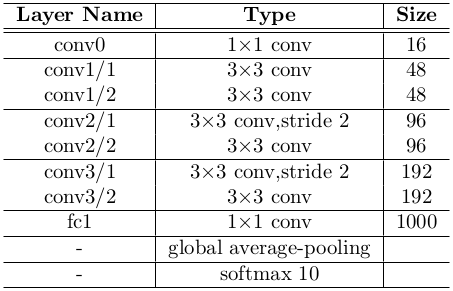 Layer Name Type Size
conv0 1×1 conv 16
conv1/1 3×3 conv 48
conv1/2 3×3 conv 48
conv2/1 3×3 conv,stride 2 96
conv2/2 3×3 conv 96
conv3/1 3×3 conv,stride 2 192
conv3/2 3×3 conv 192
fc1 1×1 conv 1000
- global average-pooling
- softmax 10